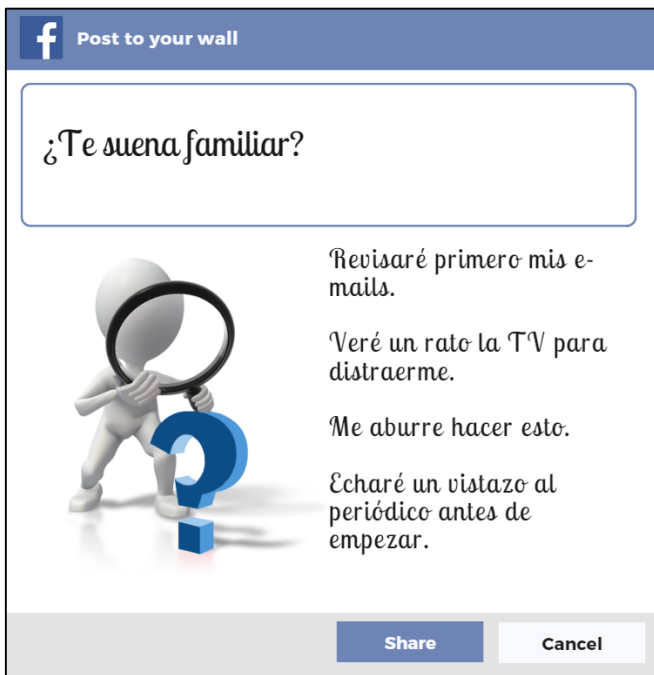 f Post to your wall
¿Te suena familiar?
Revisaré primero mis e-
mails.
Veré un rato la TV para
distraerme.
Me aburre hacer esto.
Echaré un vistazo al
periódico antes de
empezar.
Share Cancel